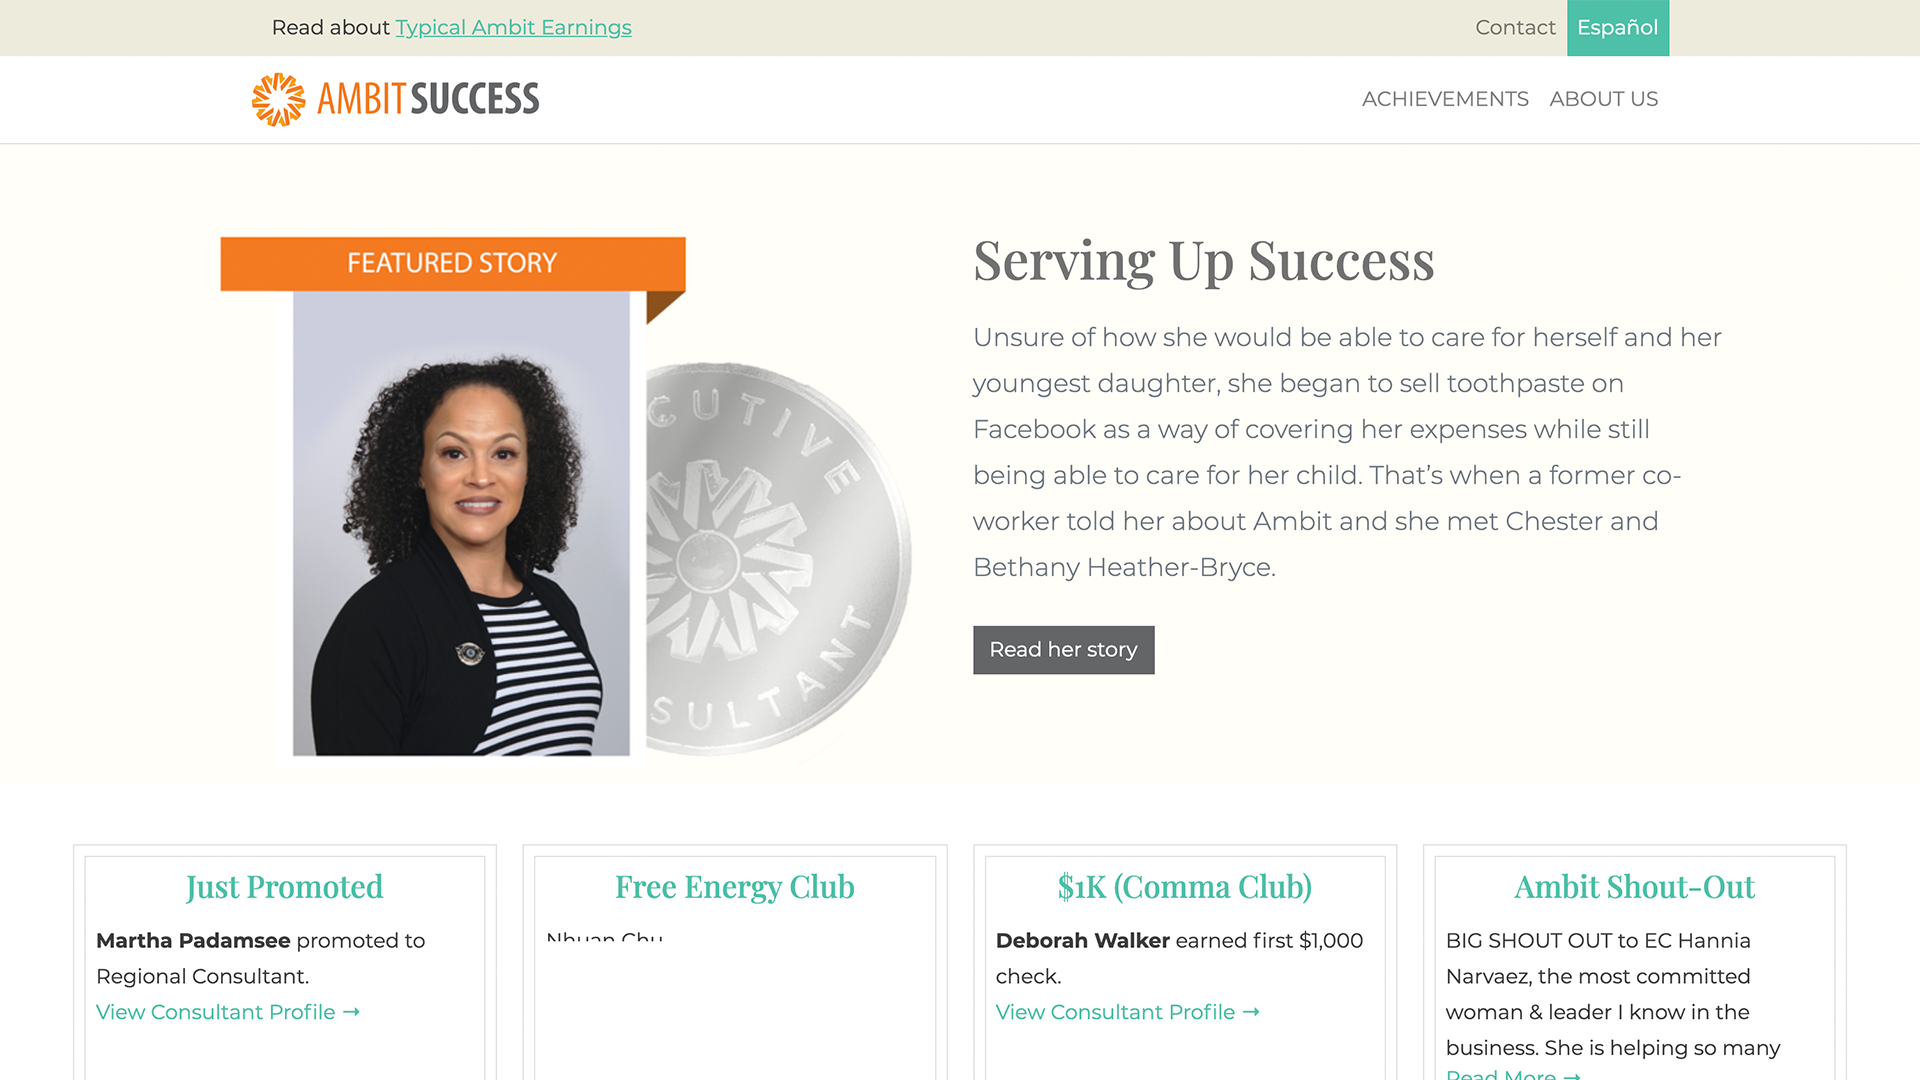 Read about Typical Ambit Earnings
Contact
Español
AMBIT SUCCESS
ACHIEVEMENTS
ABOUT US
FEATURED STORY
CUTIVE
SULTANT
Serving Up Success
Unsure of how she would be able to care for herself and her
youngest daughter, she began to sell toothpaste on
Facebook as a way of covering her expenses while still
being able to care for her child. That’s when a former co-
worker told her about Ambit and she met Chester and
Bethany Heather-Bryce.
Read her story
Just Promoted
Martha Padamsee promoted to
Regional Consultant.
View Consultant Profile →
Free Energy Club
Nhuan Chu
$1K (Comma Club)
Deborah Walker earned first $1,000
check.
View Consultant Profile →
Ambit Shout-Out
BIG SHOUT OUT to EC Hannia
Narvaez, the most committed
woman & leader I know in the
business. She is helping so many
Read More →